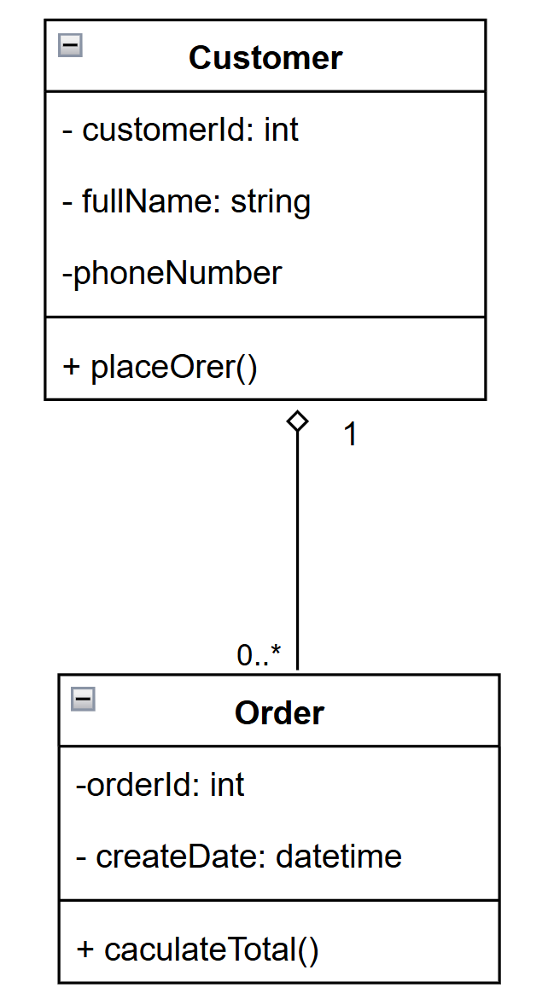 Customer
- customerId: int
- fullName: string
-phoneNumber
+ placeOrer()
1
0..*
Order
-orderId: int
- createDate: datetime
+ caculateTotal()